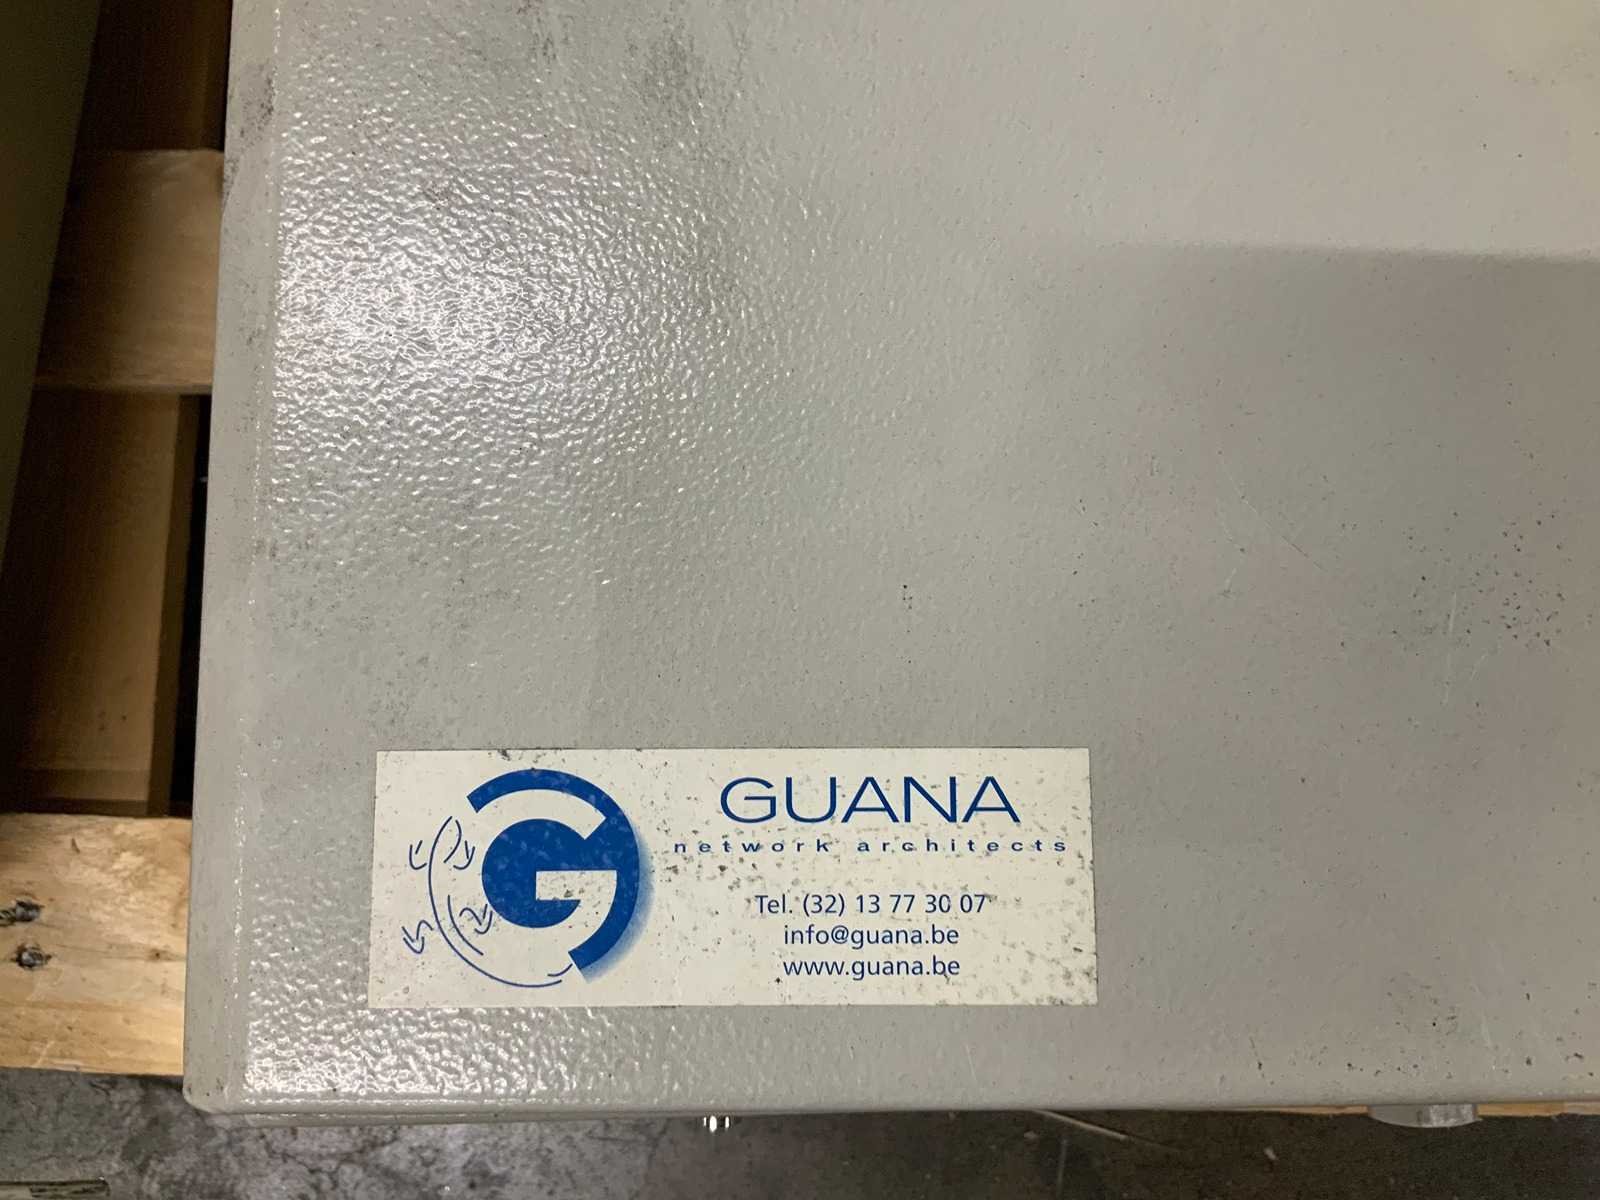 GUANA
network architects
Tel. (32) 13 77 30 07
info@guana.be
www.guana.be